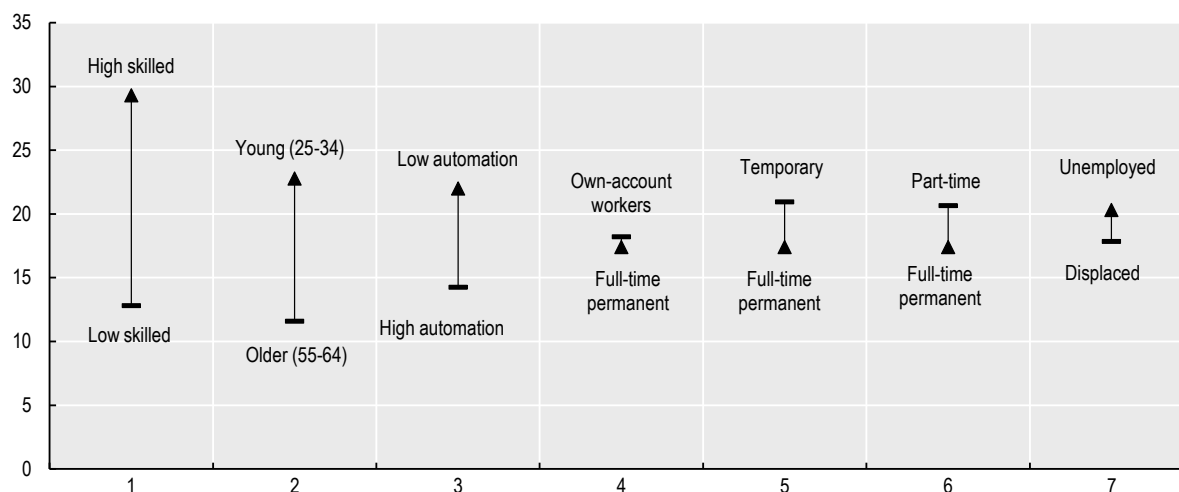 35
30
25
20
15
10
5
0
High skilled
Low skilled
Young (25-34)
Older (55-64)
Low automation
High automation
Own-account
workers
Full-time
permanent
Temporary
Full-time
permanent
Part-time
Full-time
permanent
Unemployed
Displaced
1
2
3
4
5
6
7